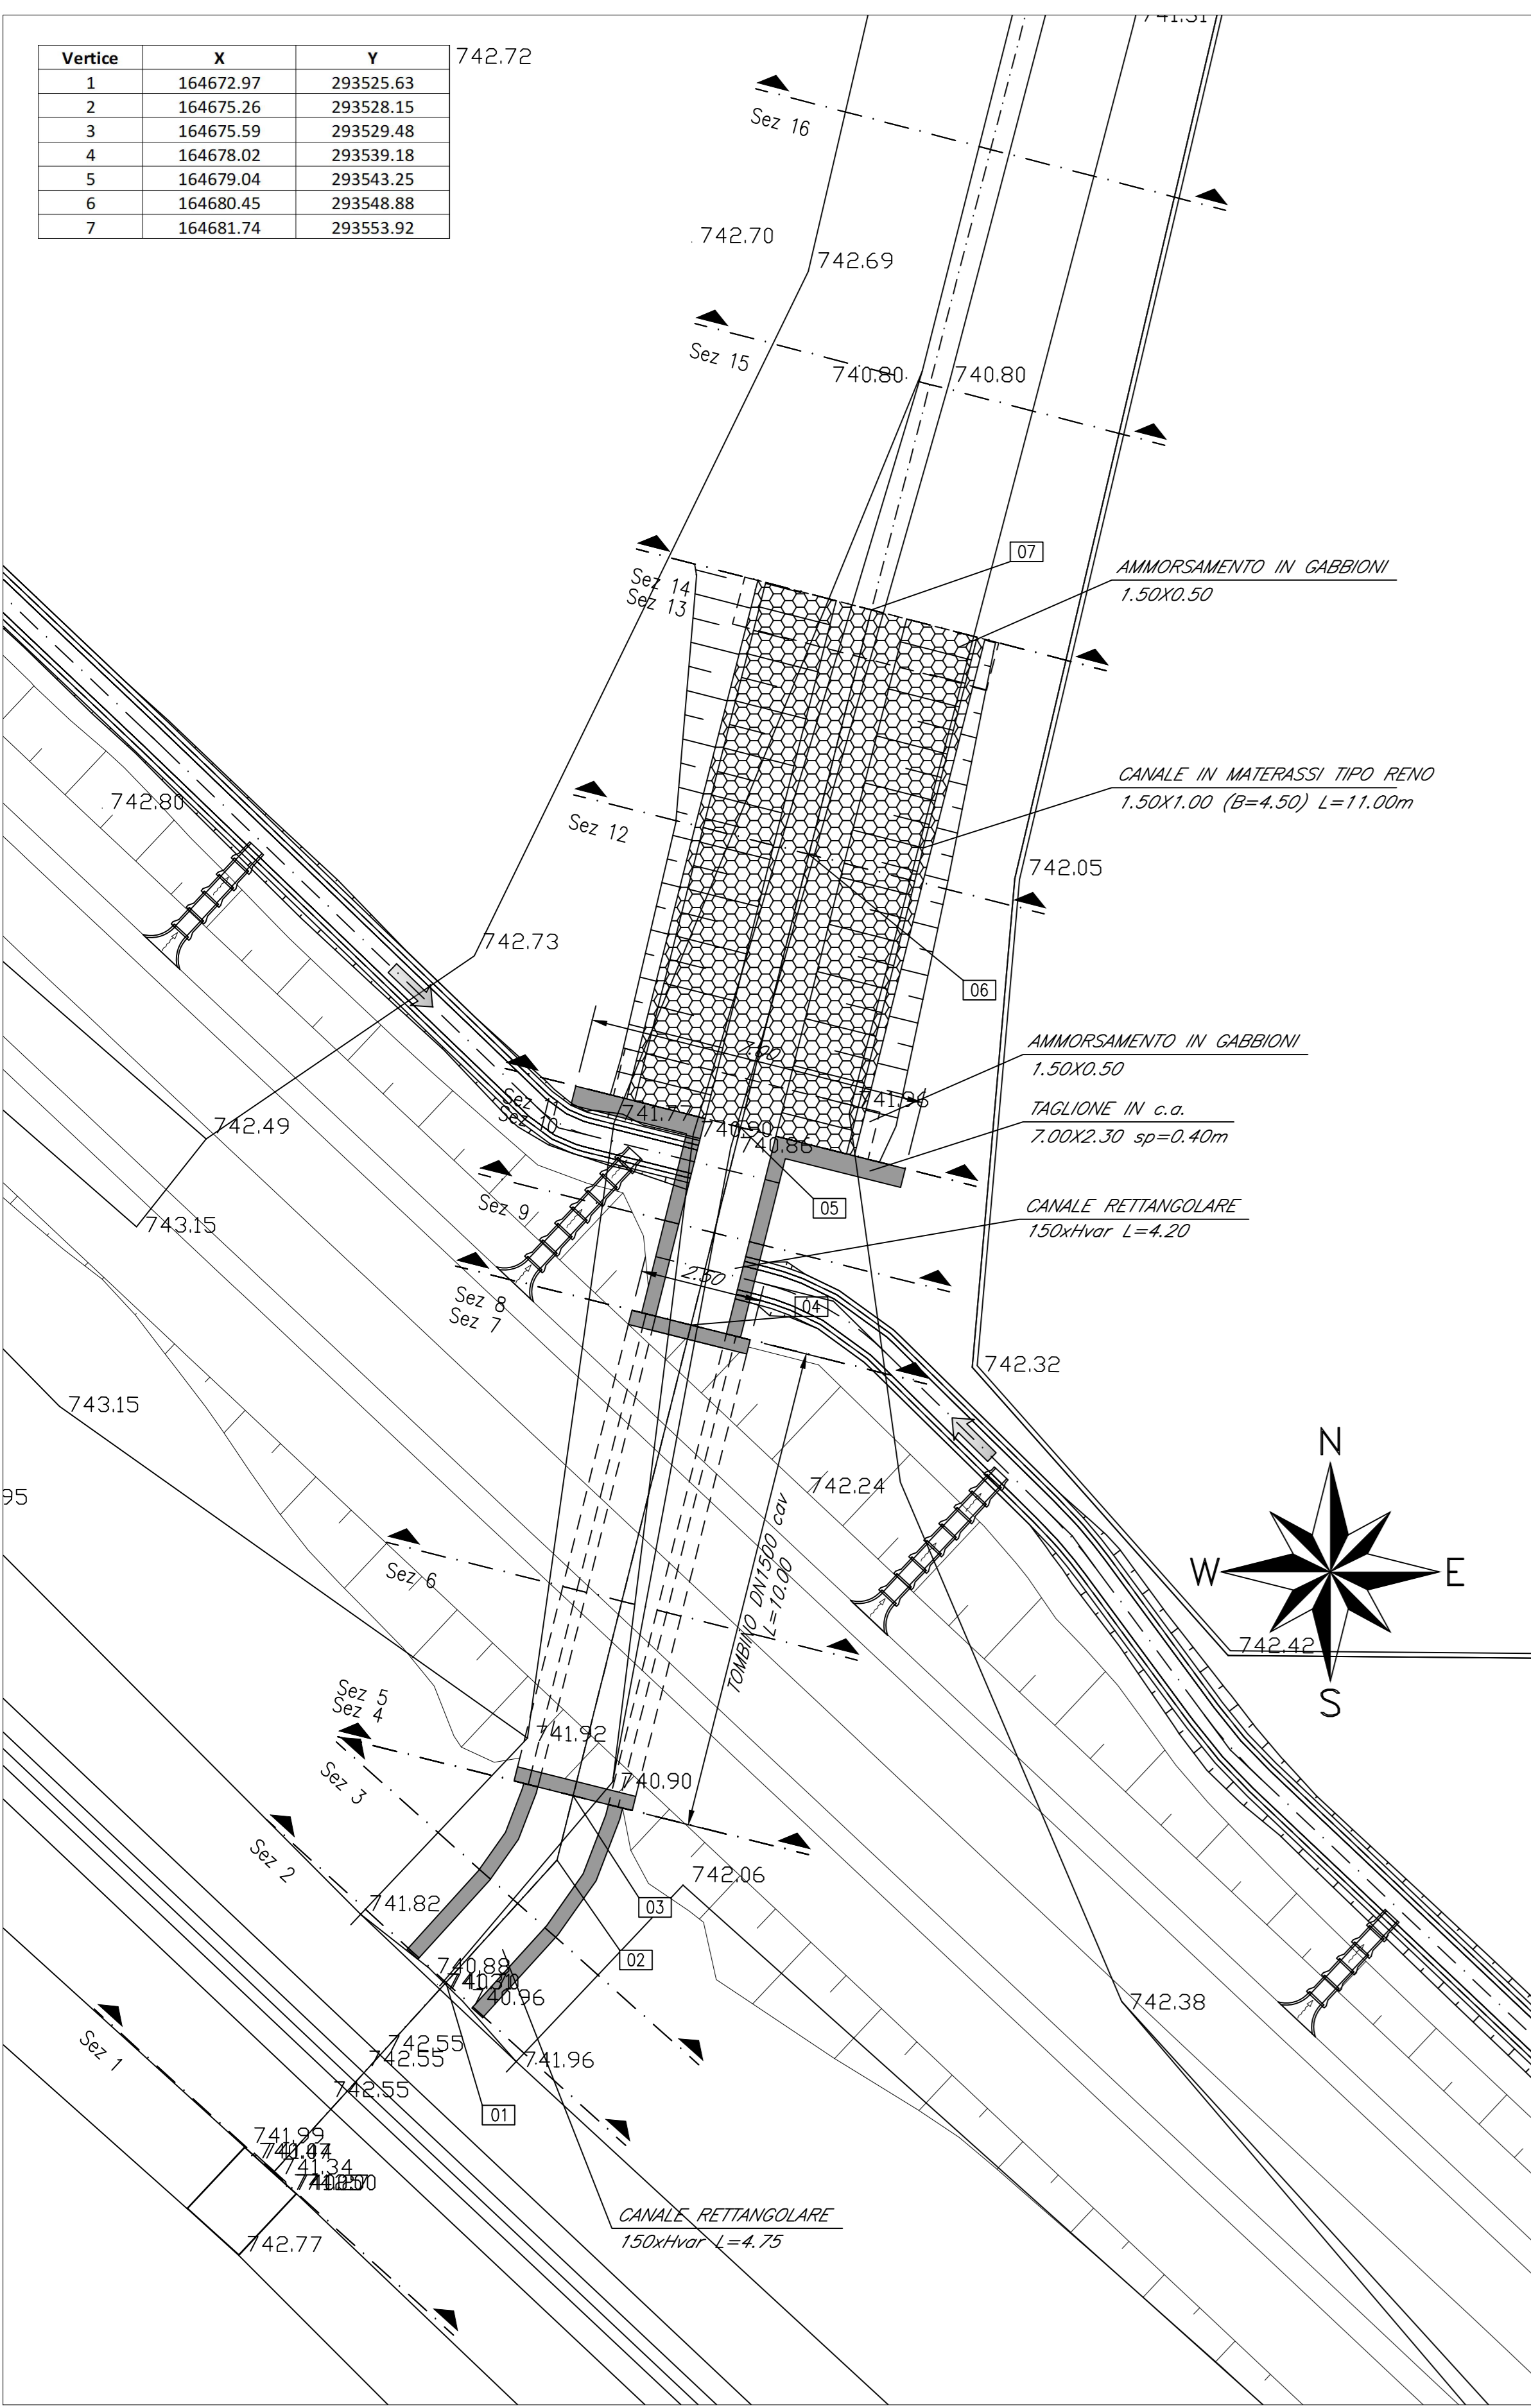 Vertice X Y
1 164672.97 293525.63
2 164675.26 293528.15
3 164675.59 293529.48
4 164678.02 293539.18
5 164679.04 293543.25
6 164680.45 293548.88
7 164681.74 293553.92
742.72
Sez 16
742.70
742.69
Sez 15
740.80
740.80
07
AMMORSAMENTO IN GABBIONI
1.50X0.50
Sez 14
Sez 13
CANALE IN MATERASSI TIPO RENO
1.50X1.00 (B=4.50) L=11.00m
742.80
Sez 12
742.05
742.73
06
AMMORSAMENTO IN GABBIONI
1.50X0.50
7.00
Sez 11
Sez 10
741.77
741.96
TAGLIONE IN c.a.
7.00X2.30 sp=0.40m
742.49
740.90
740.86
743.15
Sez 9
05
CANALE RETTANGOLARE
150xHvar L=4.20
2.50
Sez 8
Sez 7
04
742.32
743.15
N
95
742.24
TOMBINO DN1500 cav
L=10.00
Sez 6
W
E
742.42
S
Sez 5
Sez 4
741.92
Sez 3
740.90
Sez 2
742.06
741.82
03
02
740.88
740.96
742.38
Sez 1
742.55
742.55
741.96
742.55
01
741.99
741.34
742.77
CANALE RETTANGOLARE
150xHvar L=4.75